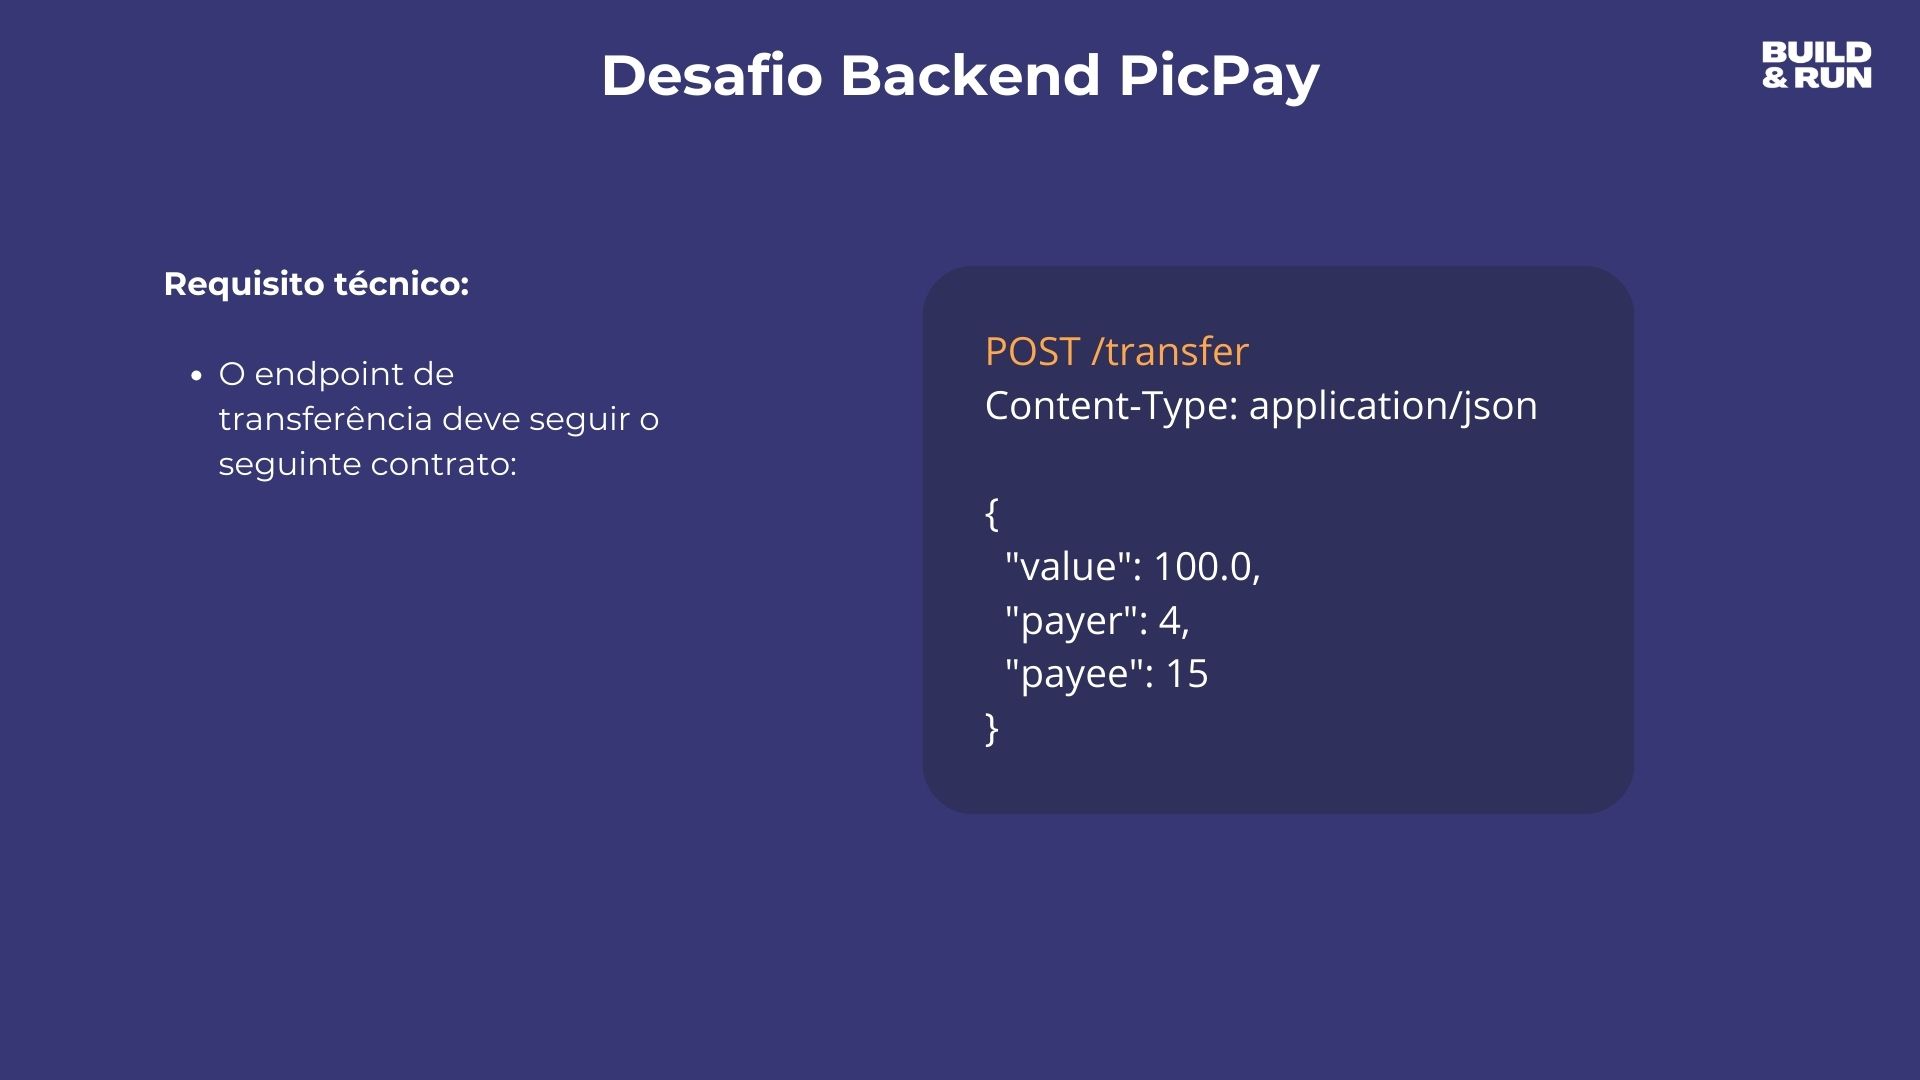 Desafio Backend PicPay
BUILD
& RUN
Requisito técnico:
• O endpoint de
transferência deve seguir o
seguinte contrato:
POST /transfer
Content-Type: application/json
{
"value": 100.0,
"payer": 4,
"payee": 15
}